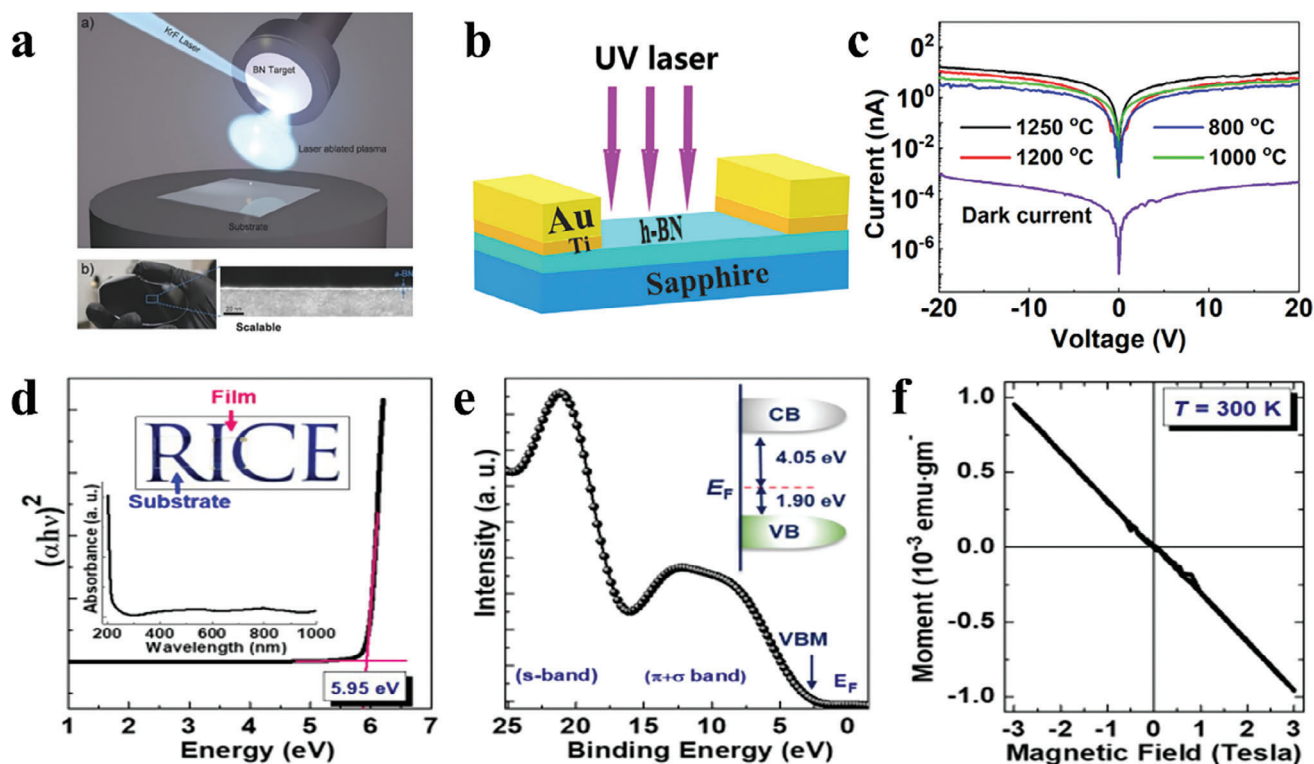 a
a)
KrF Laser
BN Target
Laser ablated plasma
Substrate
b)
a-BN
20 nm
Scalable
b
UV laser
Au
Ti
h-BN
Sapphire
c
Current (nA)
10²
10⁰
10⁻²
10⁻⁴
10⁻⁶
1250 °C
800 °C
1200 °C
1000 °C
Dark current
-20 -10 0 10 20
Voltage (V)
d
(αhν)²
Film
RICE
Substrate
Absorbance (a. u.)
200 400 600 800 1000
Wavelength (nm)
5.95 eV
1 2 3 4 5 6 7
Energy (eV)
e
Intensity (a. u.)
CB
4.05 eV
E_F
1.90 eV
VB
VBM
(s-band)
(π+σ band)
E_F
25 20 15 10 5 0
Binding Energy (eV)
f
T = 300 K
Moment (10⁻³ emu·gm⁻
1.0
0.5
0.0
-0.5
-1.0
-3 -2 -1 0 1 2 3
Magnetic Field (Tesla)